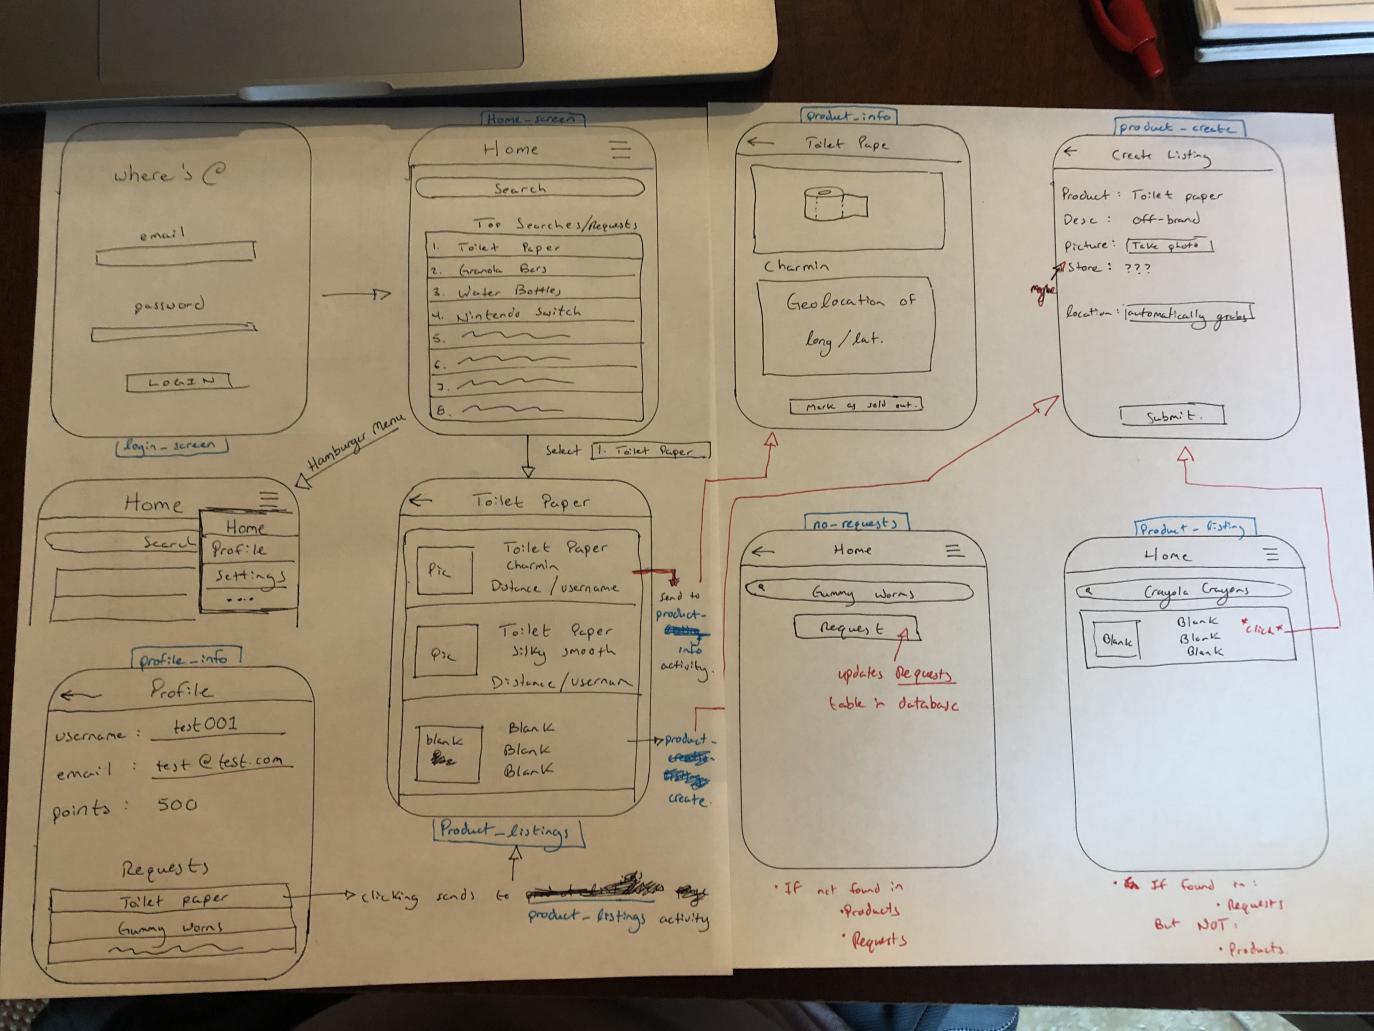 where's @
email
password
LOGIN
login_screen
Home_screen
Home
Search
Top Searches/Requests
1. Toilet Paper
2. Granola Bars
3. Water Bottles
4. Nintendo Switch
5.
6.
7.
8.
Select 1. Toilet Paper
Hamburger Menu
Home
Search
Home
Profile
Settings
....
Toilet Paper
Pic
Toilet Paper
Charmin
Distance / username
Pic
Toilet Paper
Silky smooth
Distance/usernam
blank
Blank
Blank
Blank
Product_listings
send to
product-
info
activity.
product-
create.
profile_info
Profile
username: test001
email: test@test.com
points: 500
Requests
Toilet paper
Gummy worms
clicking sends to
product_listings activity
product_info
Toilet Pape
Charmin
Geolocation of
long/lat.
Mark as sold out.
product_create
Create Listing
Product: Toilet paper
Desc: off-brand
Picture: Take photo
Store: ???
maybe
location: automatically grabs
Submit.
no-requests
Home
Gummy worms
Request
updates Requests
table in database
• If not found in
• Products
• Requests
Product_listing
Home
Crayola Crayons
Blank
Blank
Blank
Blank
*click*
• If found in:
• Requests
But NOT:
• Products